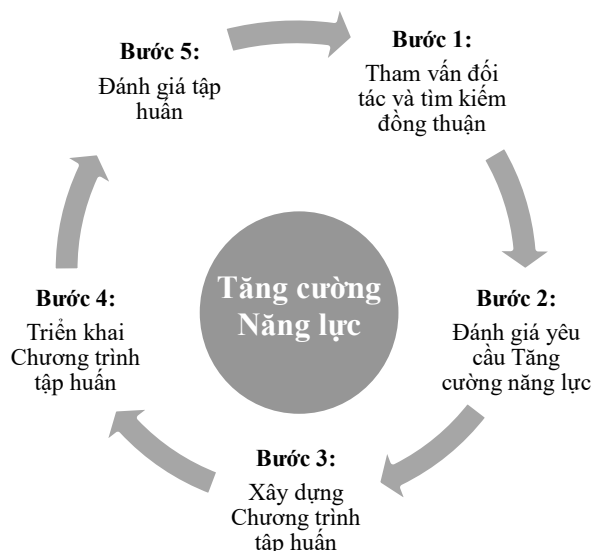 Bước 1:
Tham vấn đối
tác và tìm kiếm
đồng thuận
Bước 2:
Đánh giá yêu
cầu Tăng
cường năng lực
Bước 3:
Xây dựng
Chương trình
tập huấn
Bước 4:
Triển khai
Chương trình
tập huấn
Bước 5:
Đánh giá tập
huấn
Tăng cường
Năng lực